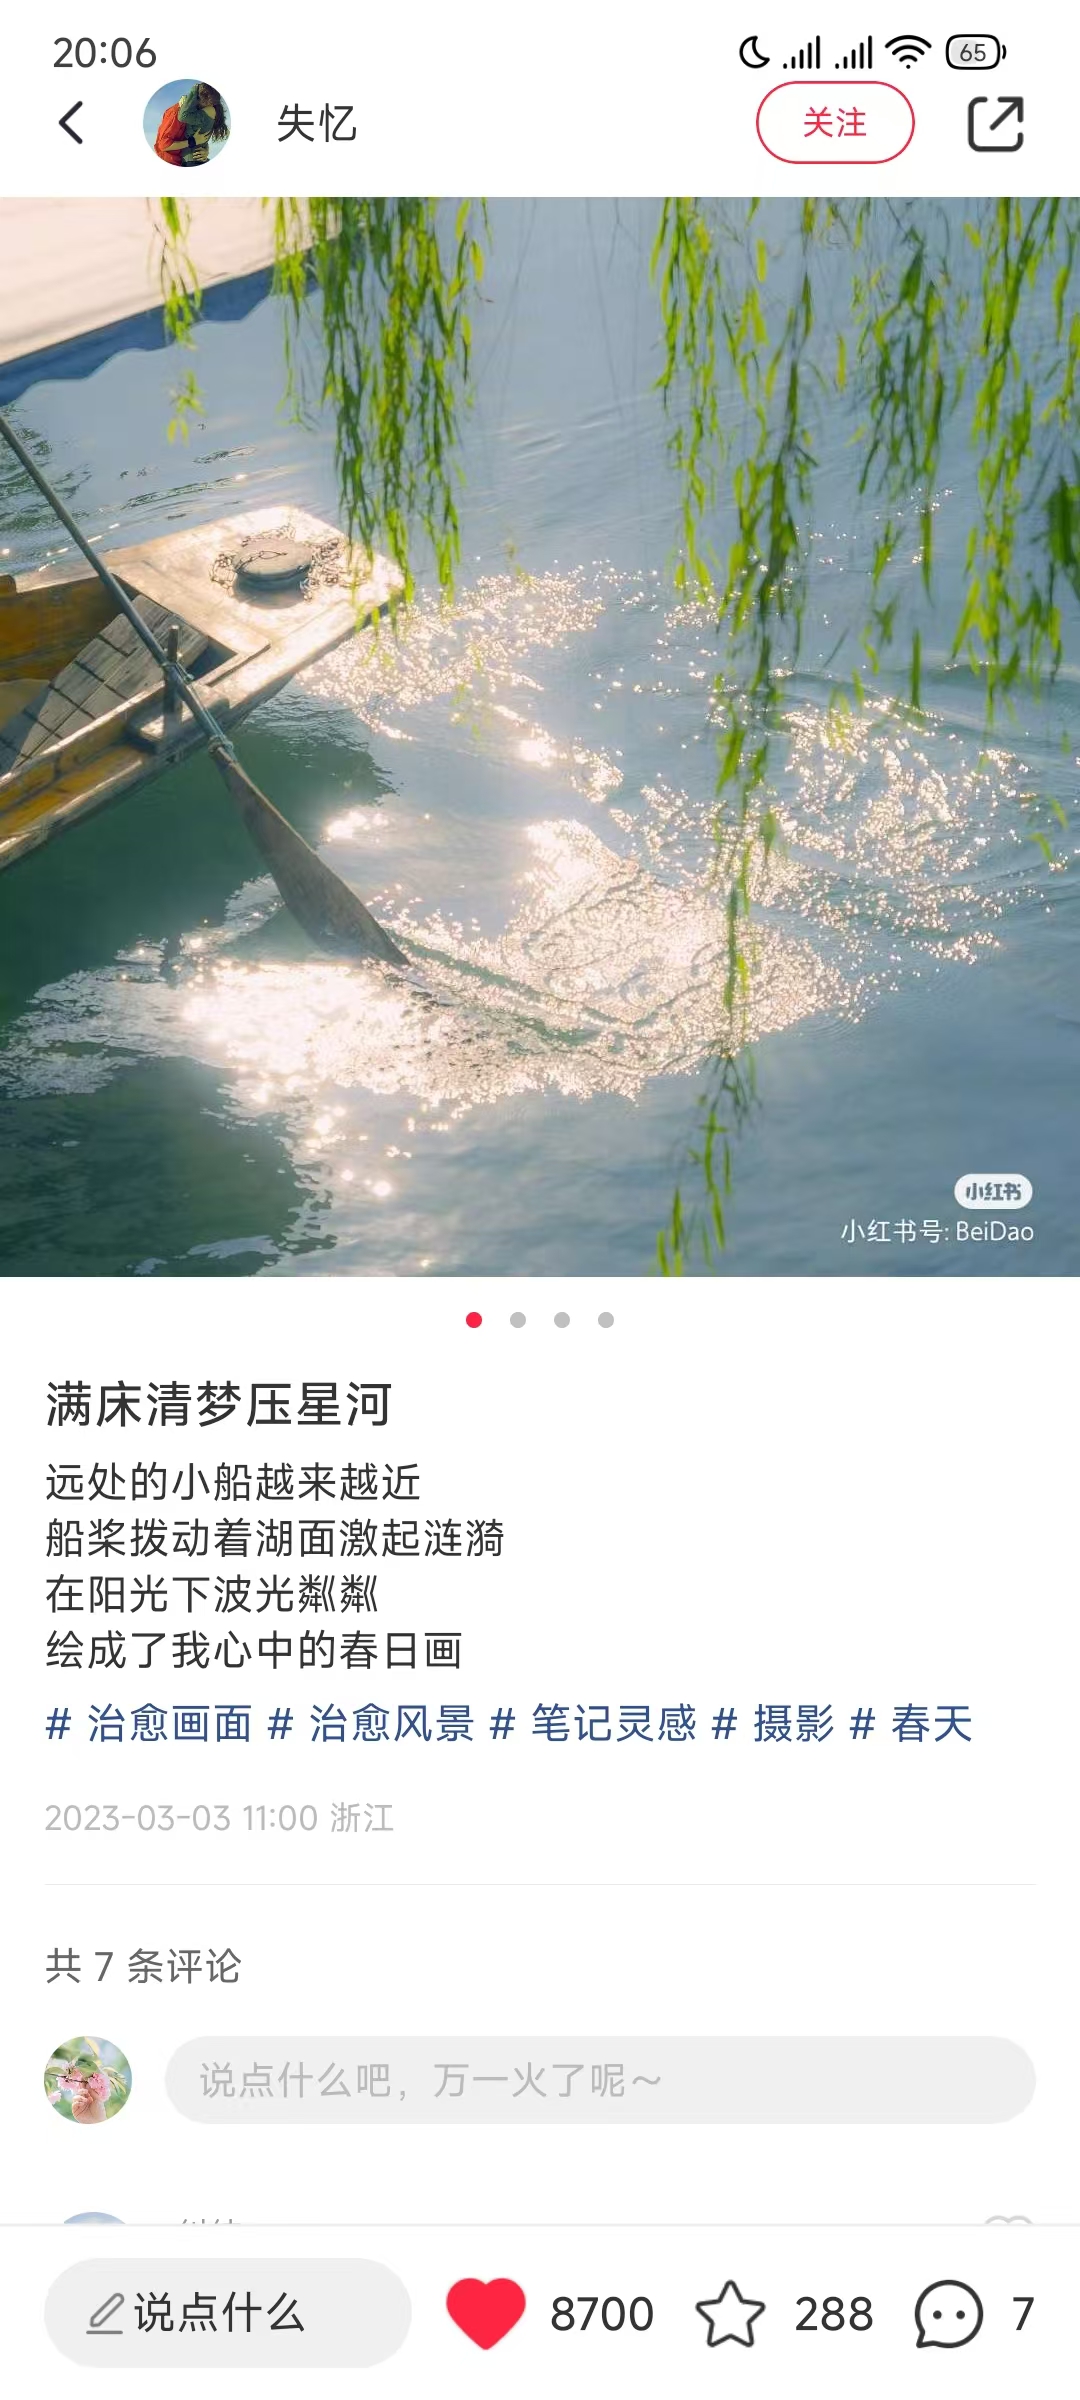 20:06
65
失忆
关注
小红书
小红书号: BeiDao
满床清梦压星河
远处的小船越来越近
船桨拨动着湖面激起涟漪
在阳光下波光粼粼
绘成了我心中的春日画
# 治愈画面 # 治愈风景 # 笔记灵感 # 摄影 # 春天
2023-03-03 11:00 浙江
共 7 条评论
说点什么吧，万一火了呢~
说点什么
8700
288
7